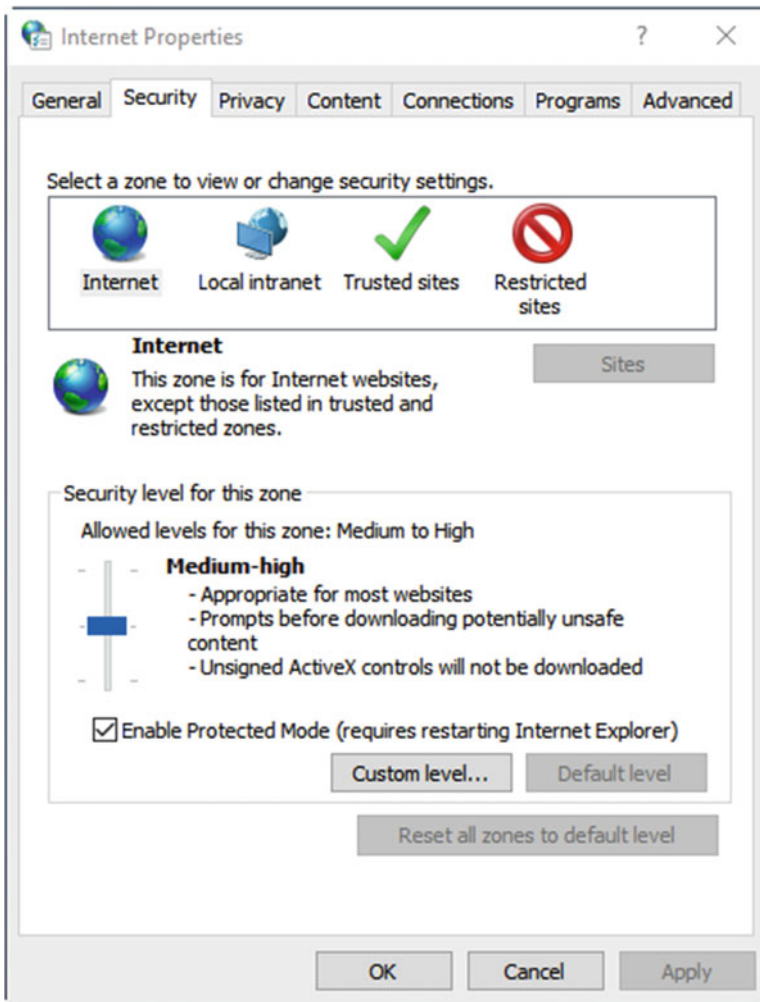 Internet Properties
?
General Security Privacy Content Connections Programs Advanced
Select a zone to view or change security settings.
Internet Local intranet Trusted sites Restricted
sites
Internet
Sites
This zone is for Internet websites,
except those listed in trusted and
restricted zones.
Security level for this zone
Allowed levels for this zone: Medium to High
Medium-high
- Appropriate for most websites
- Prompts before downloading potentially unsafe
content
- Unsigned ActiveX controls will not be downloaded
Enable Protected Mode (requires restarting Internet Explorer)
Custom level... Default level
Reset all zones to default level
OK Cancel Apply